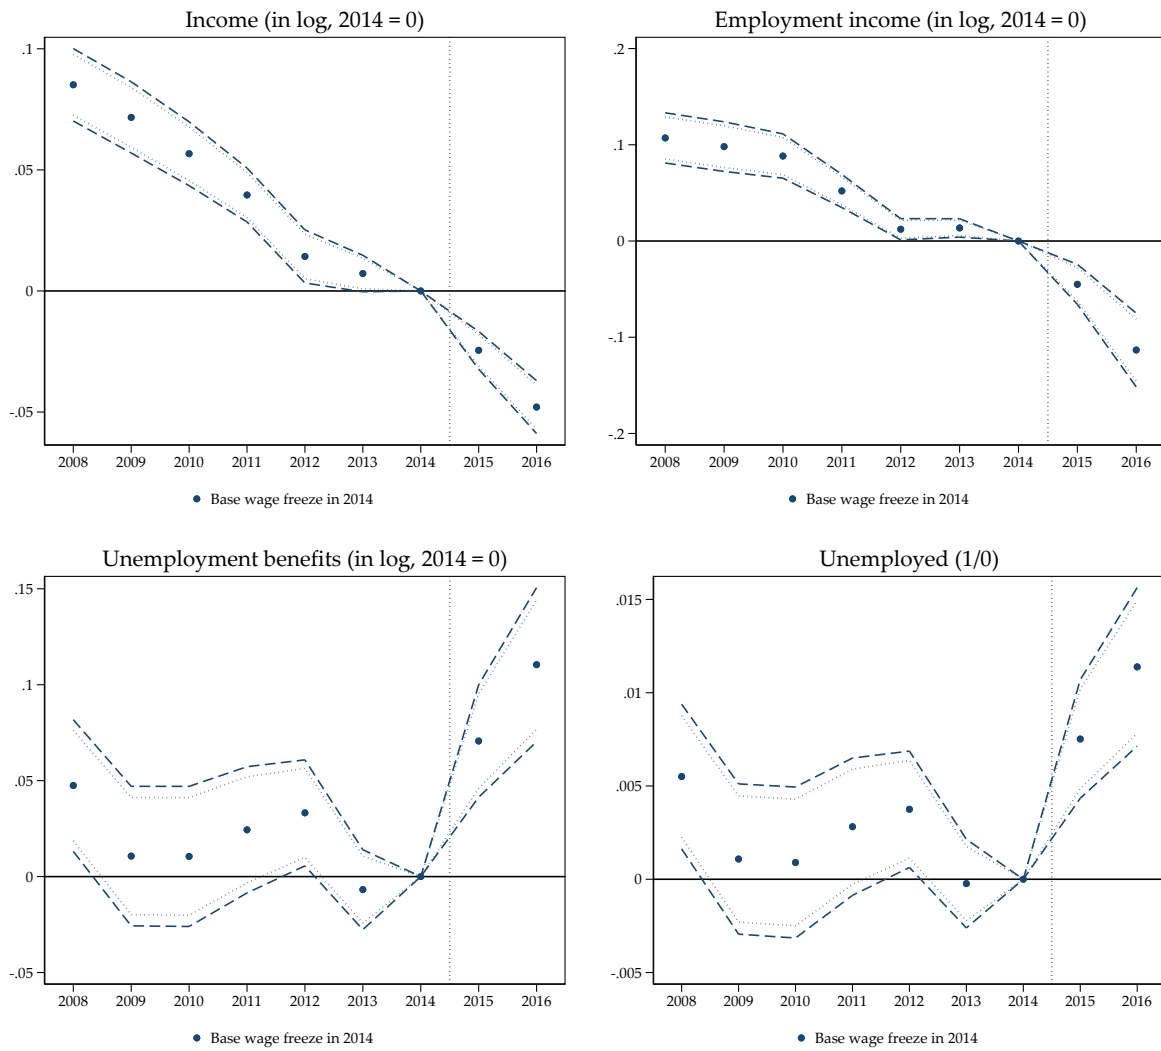 Income (in log, 2014 = 0)
.1
.05
0
-.05
2008 2009 2010 2011 2012 2013 2014 2015 2016
Base wage freeze in 2014
Employment income (in log, 2014 = 0)
.2
.1
0
-.1
-.2
2008 2009 2010 2011 2012 2013 2014 2015 2016
Base wage freeze in 2014
Unemployment benefits (in log, 2014 = 0)
.15
.1
.05
0
-.05
2008 2009 2010 2011 2012 2013 2014 2015 2016
Base wage freeze in 2014
Unemployed (1/0)
.015
.01
.005
0
-.005
2008 2009 2010 2011 2012 2013 2014 2015 2016
Base wage freeze in 2014